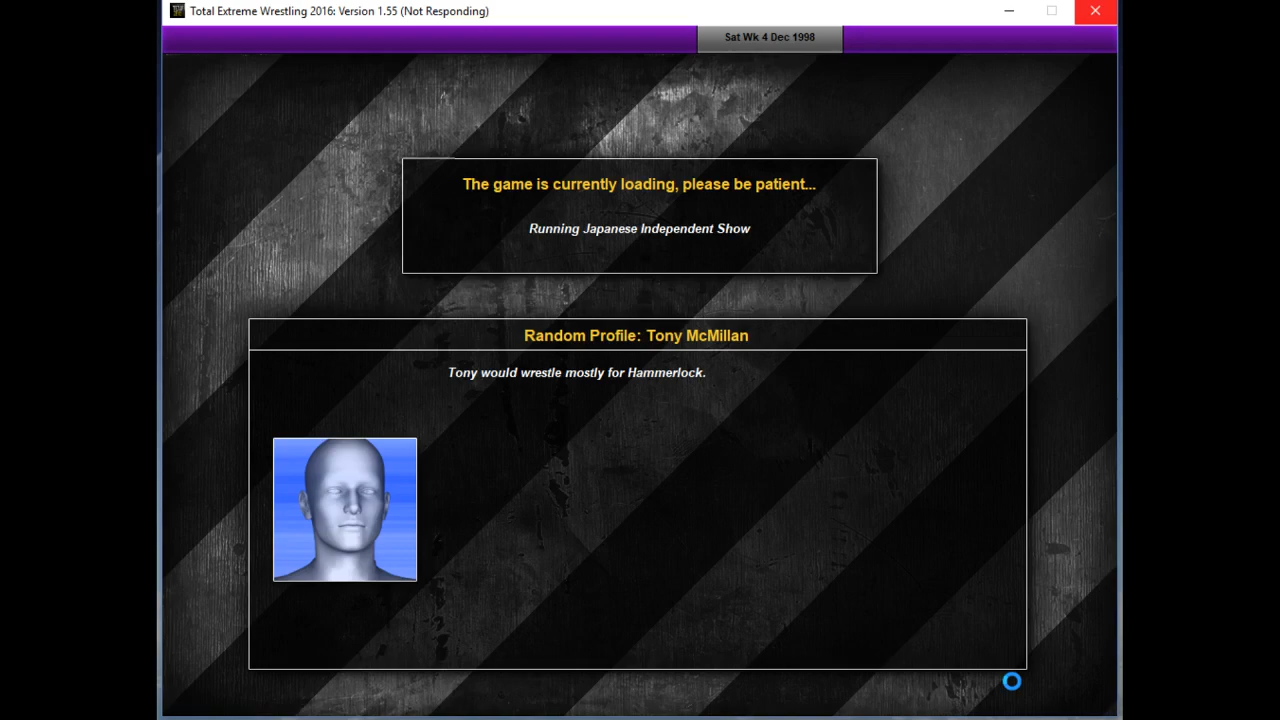 Total Extreme Wrestling 2016: Version 1.55 (Not Responding)
Sat Wk 4 Dec 1998
The game is currently loading, please be patient...
Running Japanese Independent Show
Random Profile: Tony McMillan
Tony would wrestle mostly for Hammerlock.